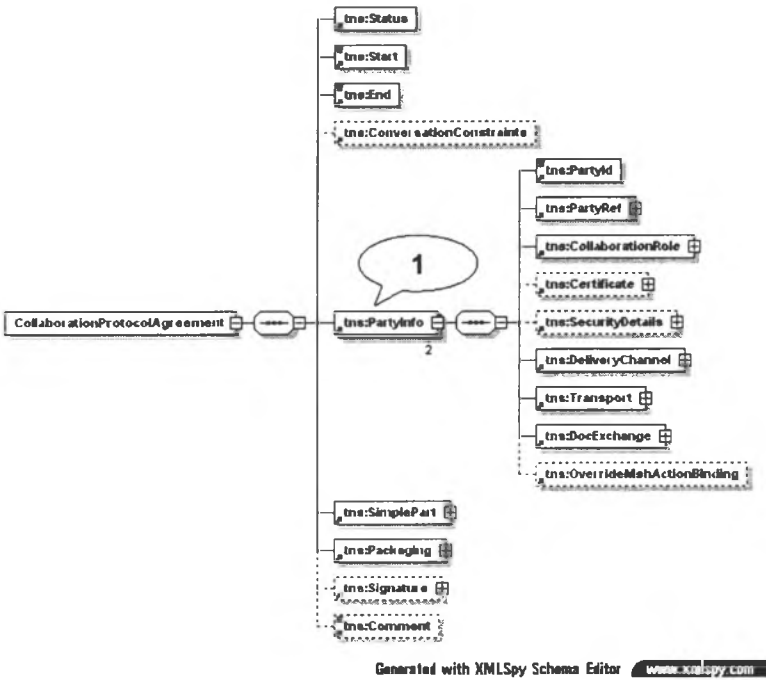 tns:Status
tns:Start
tns:End
tns:ConversationConstraints
tns:PartyId
tns:PartyRef
tns:CollaborationRole
1
tns:Certificate
CollaborationProtocolAgreement
tns:PartyInfo
tns:SecurityDetails
2
tns:DeliveryChannel
tns:Transport
tns:DocExchange
tns:OverrideMshActionBinding
tns:SimplePart
tns:Packaging
tns:Signature
tns:Comment
Generated with XMLSpy Schema Editor www.xmlspy.com